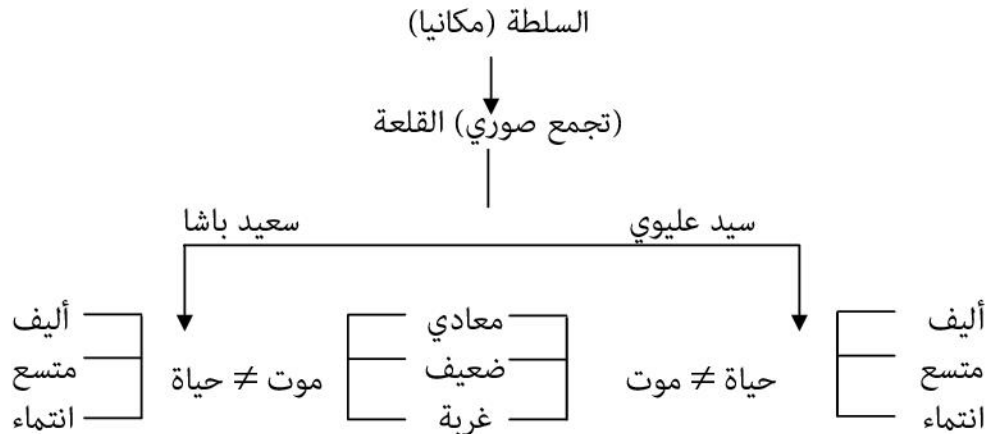 السلطة (مكانيا)
(تجمع صوري) القلعة
سيد عليوي سعيد باشا
أليف معادي أليف
متسع حياة ≠ موت ضعيف موت ≠ حياة متسع
انتماء غربة انتماء